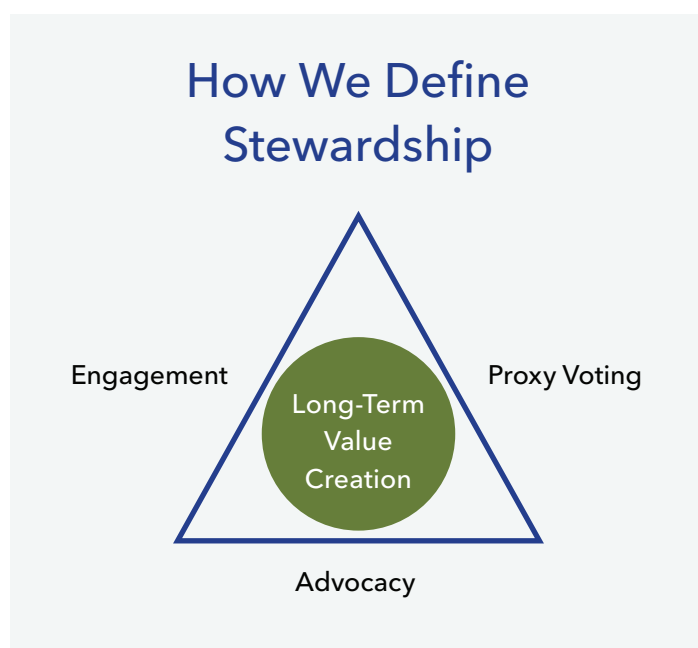 How We Define
Stewardship
Engagement
Proxy Voting
Long-Term
Value
Creation
Advocacy